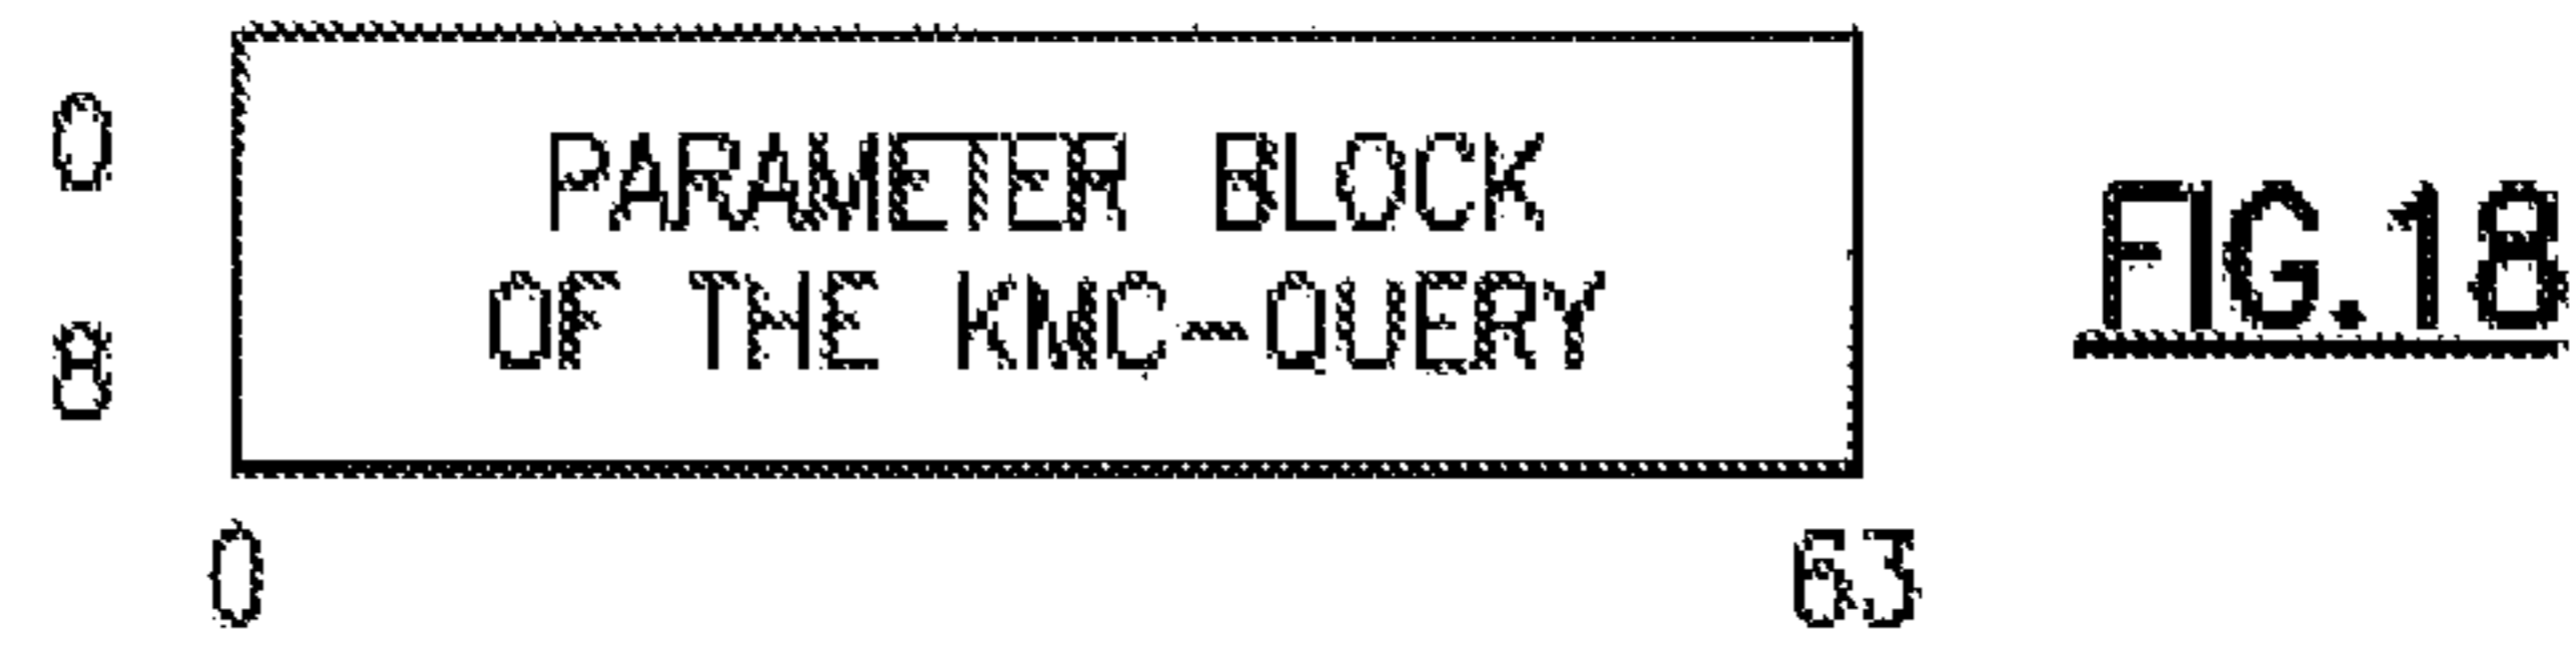 0
PARAMETER BLOCK
OF THE KMC-QUERY
8
0 63
FIG.18